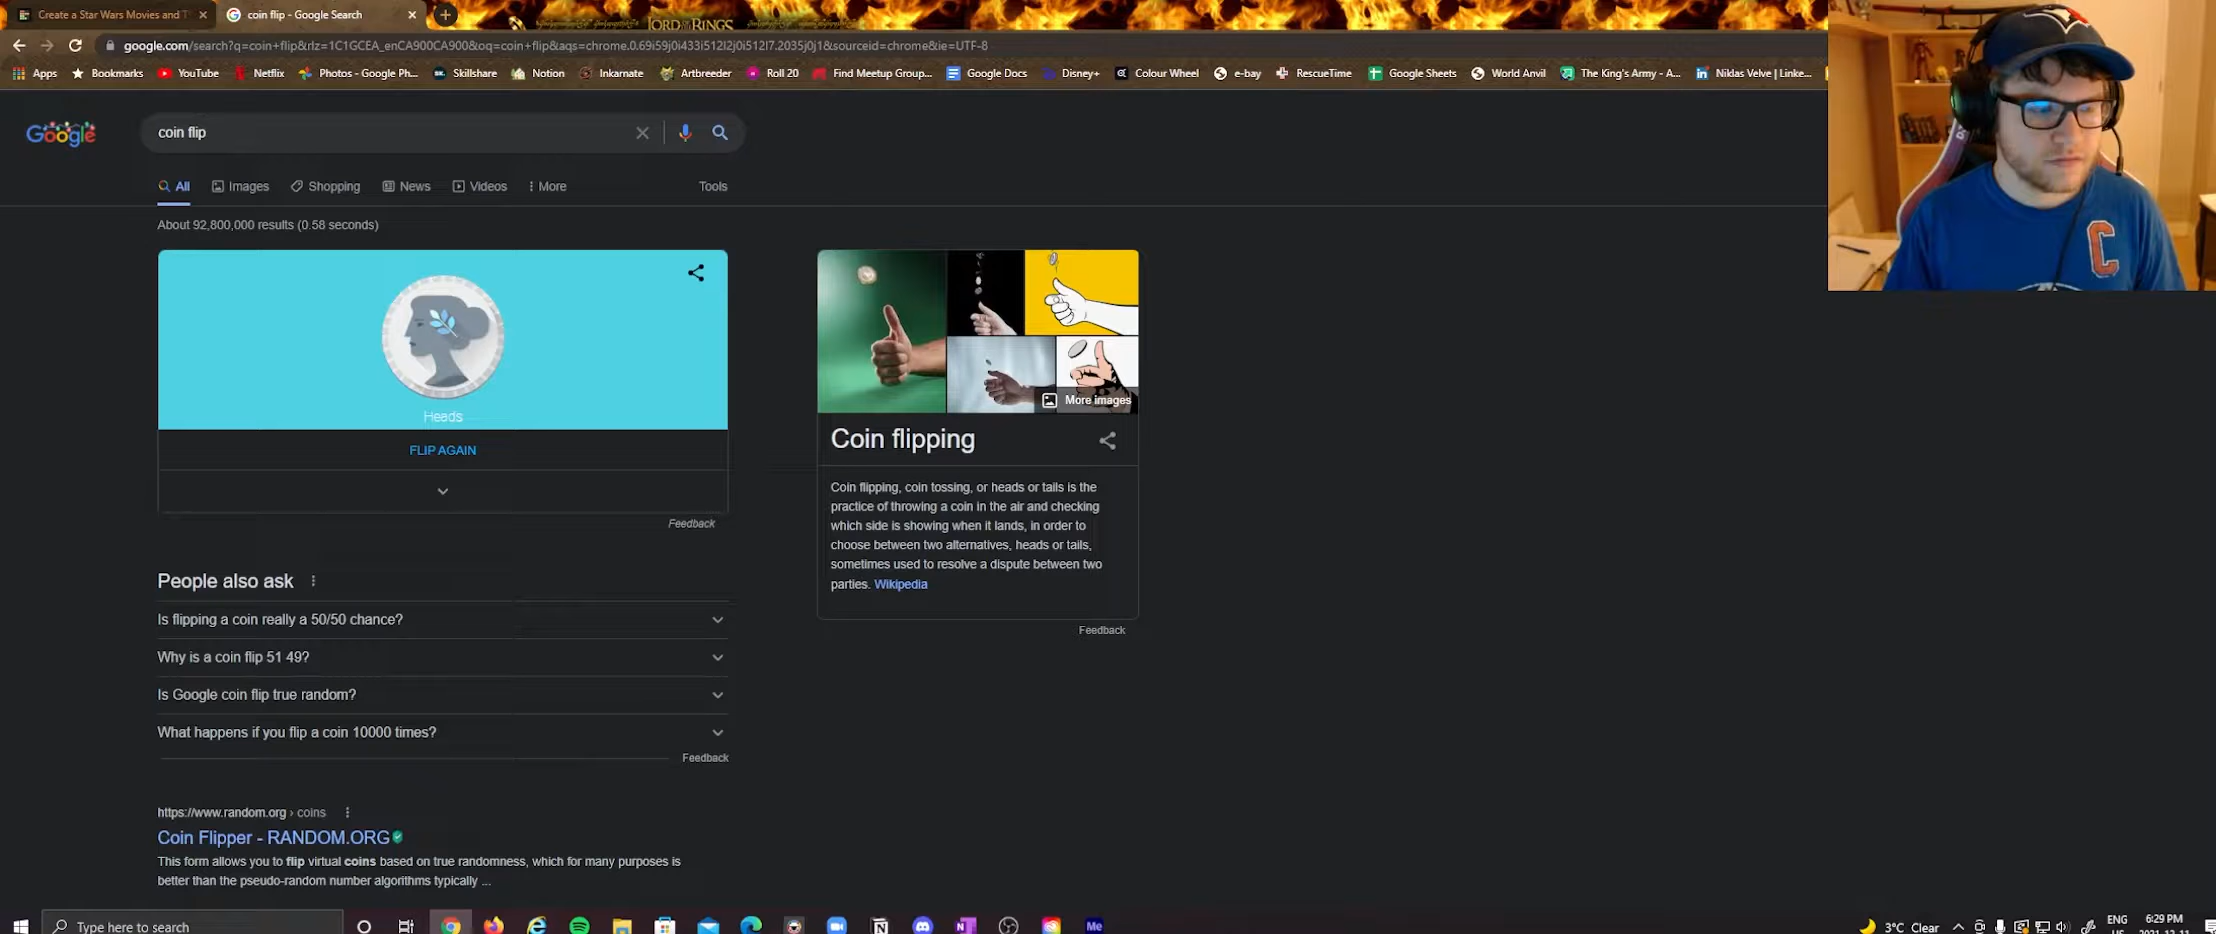 Create a Star Wars Movies and T
coin flip - Google Search
LORD OF THE RINGS
google.com/search?q=coin+flip&rlz=1C1GCEA_enCA900CA900&oq=coin+flip&aqs=chrome.0.69i59j0i433i512l2j0i512l7.2035j0j1&sourceid=chrome&ie=UTF-8
Apps Bookmarks YouTube Netflix Photos - Google Ph... Skillshare Notion Inkarnate Artbreeder Roll 20 Find Meetup Group... Google Docs Disney+ Colour Wheel e-bay RescueTime Google Sheets World Anvil The King's Army - A... Niklas Velve | Linke...
Google
coin flip
All Images Shopping News Videos More Tools
About 92,800,000 results (0.58 seconds)
Heads
FLIP AGAIN
Feedback
More images
Coin flipping
Coin flipping, coin tossing, or heads or tails is the
practice of throwing a coin in the air and checking
which side is showing when it lands, in order to
choose between two alternatives, heads or tails,
sometimes used to resolve a dispute between two
parties. Wikipedia
Feedback
People also ask
Is flipping a coin really a 50/50 chance?
Why is a coin flip 51 49?
Is Google coin flip true random?
What happens if you flip a coin 10000 times?
Feedback
https://www.random.org › coins
Coin Flipper - RANDOM.ORG
This form allows you to flip virtual coins based on true randomness, which for many purposes is
better than the pseudo-random number algorithms typically ...
C
Type here to search
Me
3°C Clear
ENG
US
6:29 PM
2021-12-11